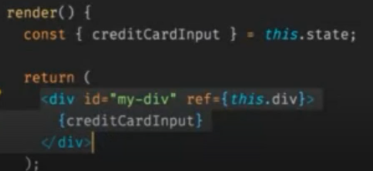 render() {
const { creditCardInput } = this.state;
return (
<div id="my-div" ref={this.div}>
{creditCardInput}
</div>
);